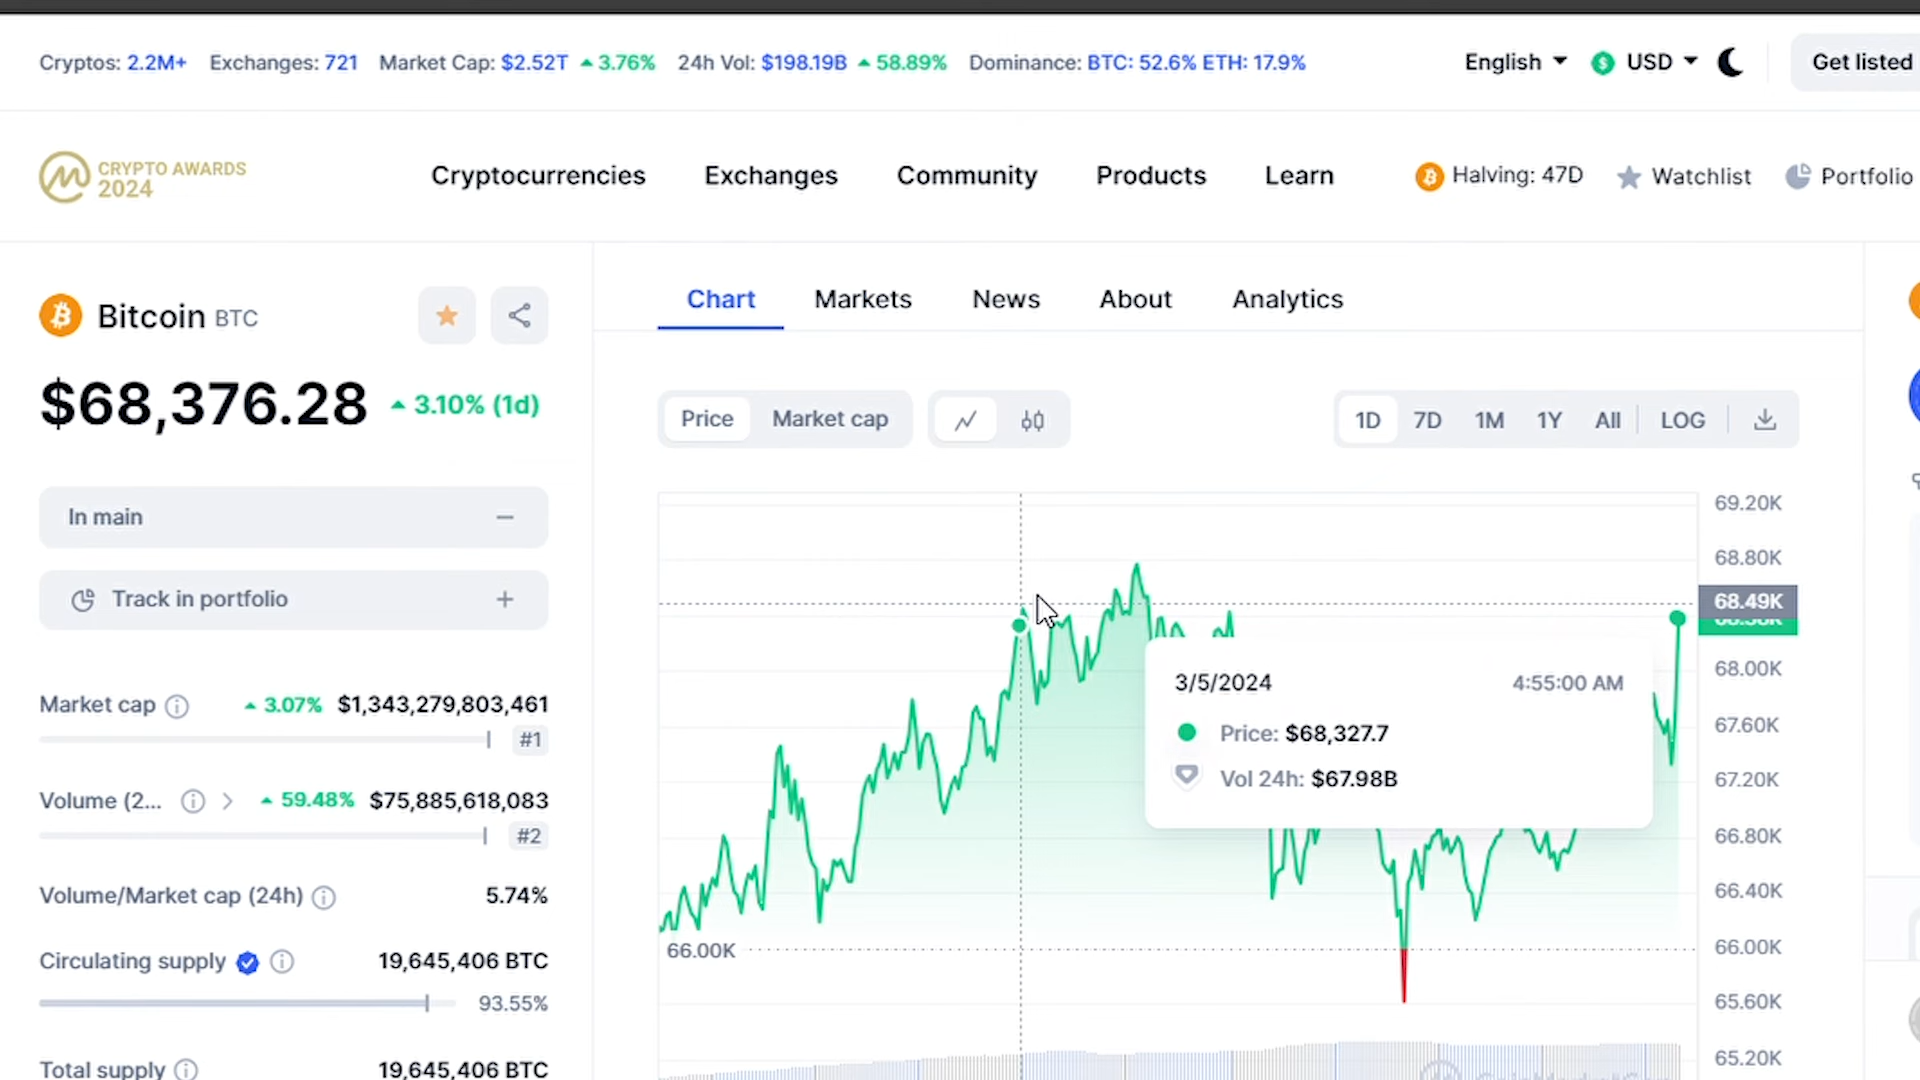 Cryptos: 2.2M+ Exchanges: 721 Market Cap: $2.52T 3.76% 24h Vol: $198.19B 58.89% Dominance: BTC: 52.6% ETH: 17.9%
English USD Get listed
CRYPTO AWARDS
2024
Cryptocurrencies Exchanges Community Products Learn
Halving: 47D Watchlist Portfolio
Bitcoin BTC
$68,376.28 3.10% (1d)
In main
Track in portfolio
Market cap 3.07% $1,343,279,803,461
#1
Volume (2... 59.48% $75,885,618,083
#2
Volume/Market cap (24h) 5.74%
Circulating supply 19,645,406 BTC
93.55%
Total supply 19,645,406 BTC
Chart Markets News About Analytics
Price Market cap
1D 7D 1M 1Y All LOG
69.20K
68.80K
68.49K
68.00K
67.60K
67.20K
66.80K
66.40K
66.00K
65.60K
65.20K
66.00K
3/5/2024 4:55:00 AM
Price: $68,327.7
Vol 24h: $67.98B